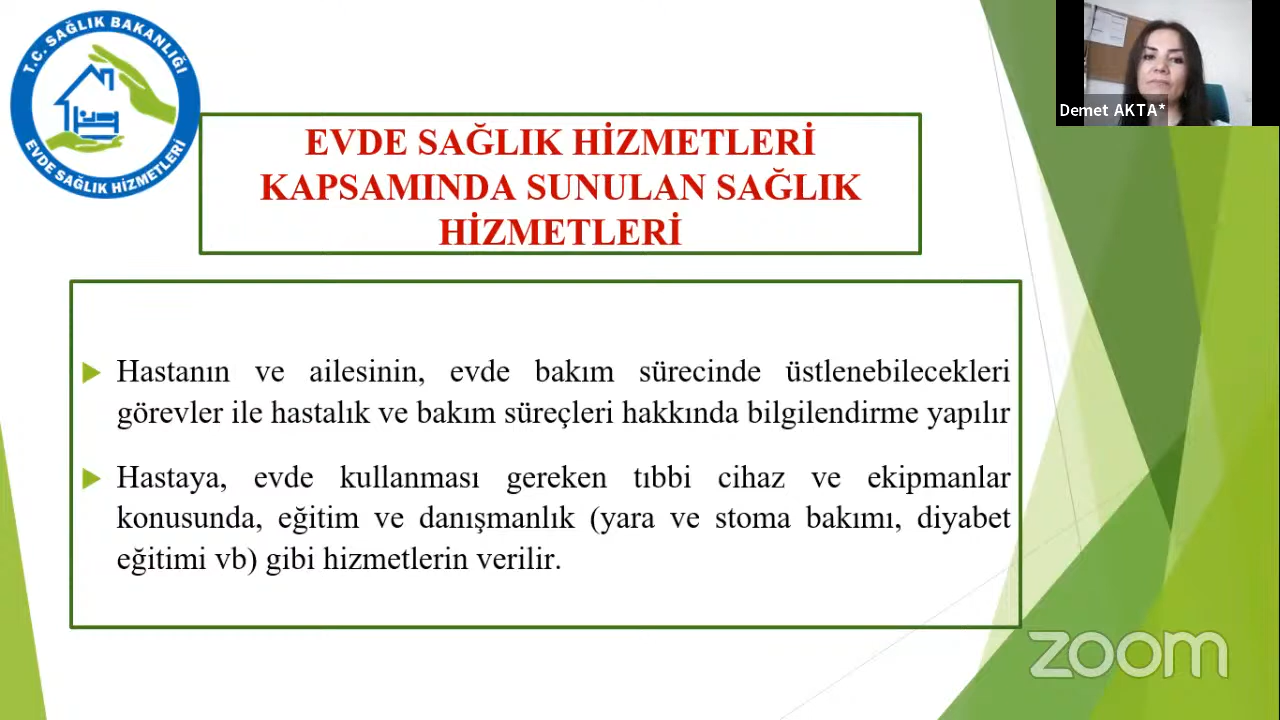 T.C. SAĞLIK BAKANLIĞI
EVDE SAĞLIK HİZMETLERİ
Demet AKTA*
EVDE SAĞLIK HİZMETLERİ
KAPSAMINDA SUNULAN SAĞLIK
HİZMETLERİ
Hastanın ve ailesinin, evde bakım sürecinde üstlenebilecekleri
görevler ile hastalık ve bakım süreçleri hakkında bilgilendirme yapılır
Hastaya, evde kullanması gereken tıbbi cihaz ve ekipmanlar
konusunda, eğitim ve danışmanlık (yara ve stoma bakımı, diyabet
eğitimi vb) gibi hizmetlerin verilir.
zoom